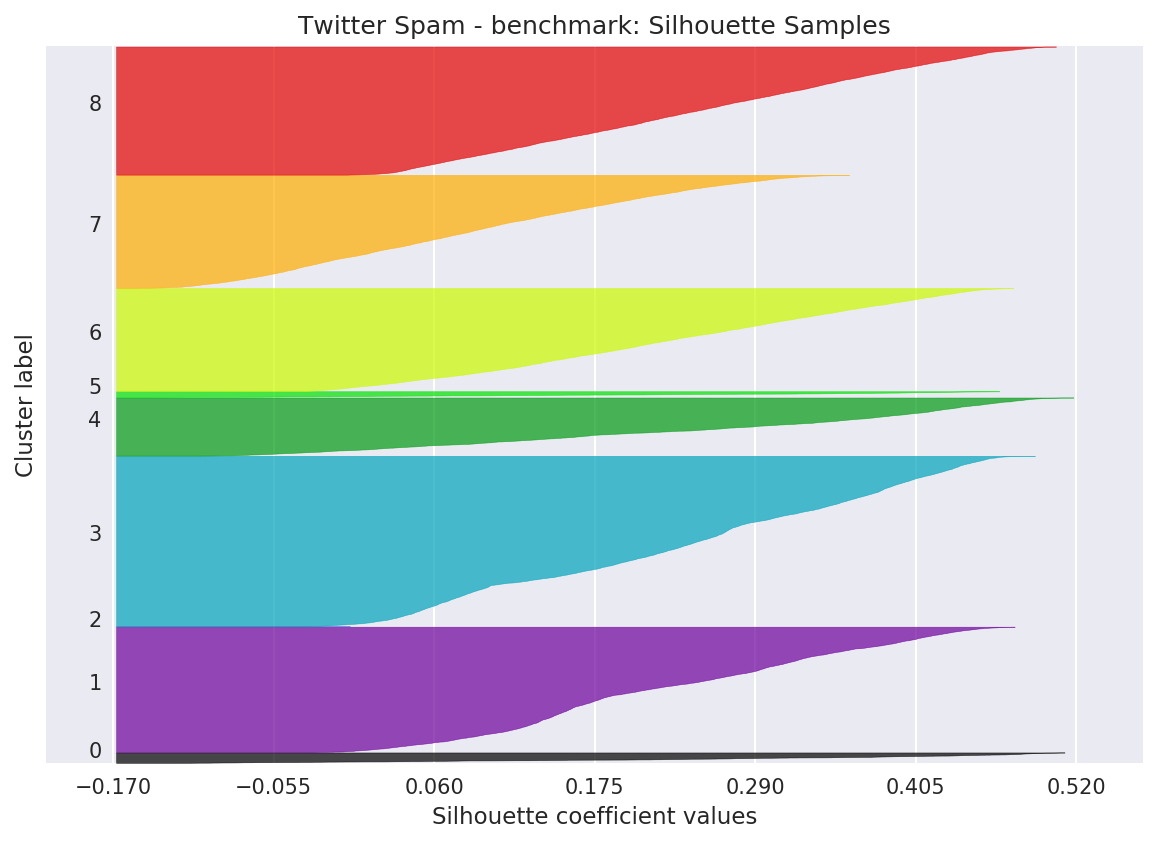 Twitter Spam - benchmark: Silhouette Samples
Cluster label
8
7
6
5
4
3
2
1
0
−0.170 −0.055 0.060 0.175 0.290 0.405 0.520
Silhouette coefficient values